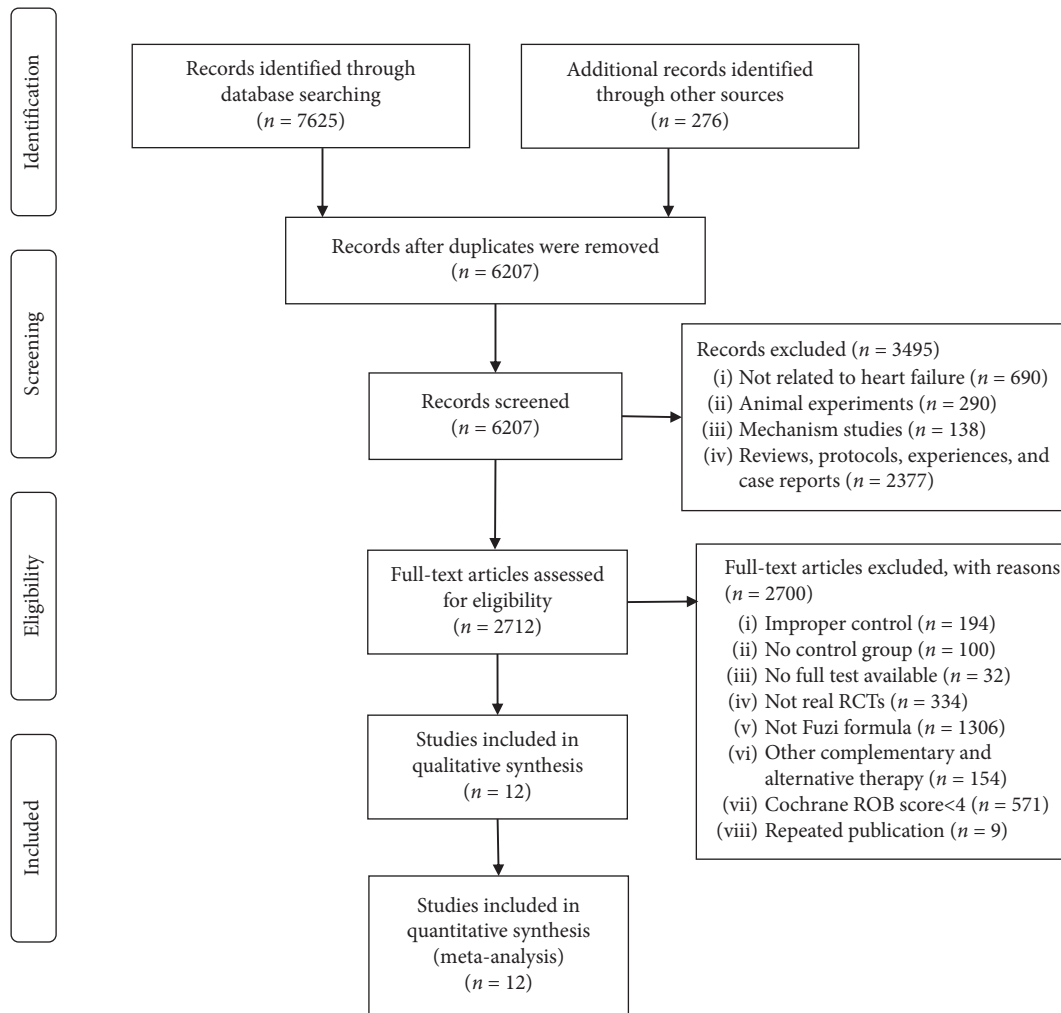 Identification
Records identified through
database searching
(n = 7625)
Additional records identified
through other sources
(n = 276)
Records after duplicates were removed
(n = 6207)
Screening
Records screened
(n = 6207)
Records excluded (n = 3495)
(i) Not related to heart failure (n = 690)
(ii) Animal experiments (n = 290)
(iii) Mechanism studies (n = 138)
(iv) Reviews, protocols, experiences, and
case reports (n = 2377)
Eligibility
Full-text articles assessed
for eligibility
(n = 2712)
Full-text articles excluded, with reasons
(n = 2700)
(i) Improper control (n = 194)
(ii) No control group (n = 100)
(iii) No full test available (n = 32)
(iv) Not real RCTs (n = 334)
(v) Not Fuzi formula (n = 1306)
(vi) Other complementary and
alternative therapy (n = 154)
(vii) Cochrane ROB score<4 (n = 571)
(viii) Repeated publication (n = 9)
Included
Studies included in
qualitative synthesis
(n = 12)
Studies included in
quantitative synthesis
(meta-analysis)
(n = 12)